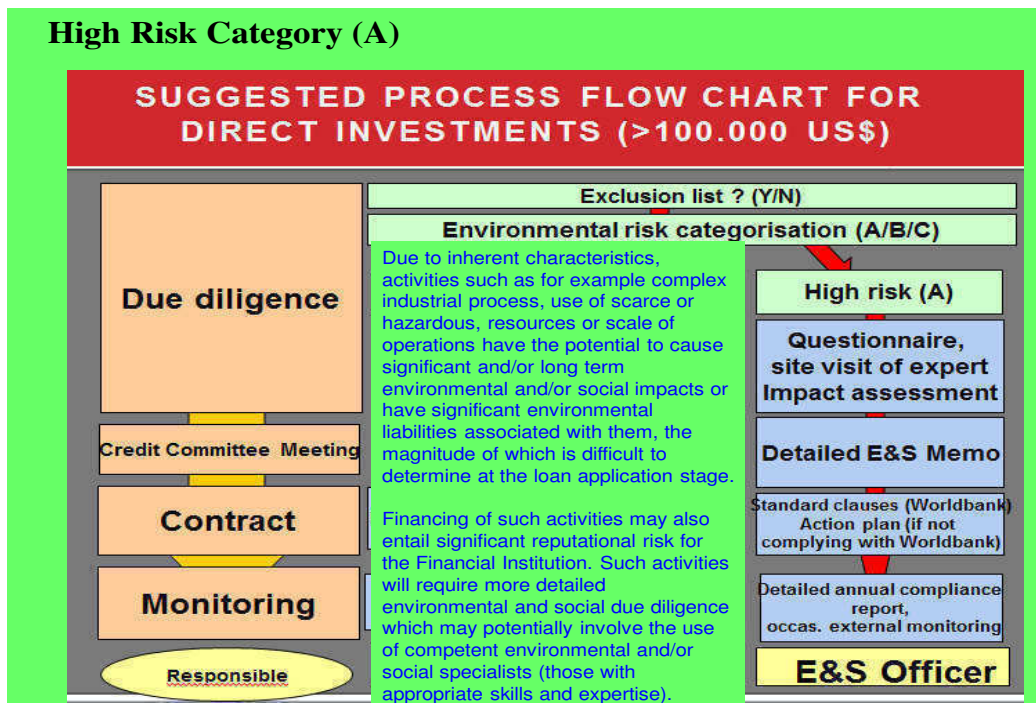 High Risk Category (A)
SUGGESTED PROCESS FLOW CHART FOR
DIRECT INVESTMENTS (>100.000 US$)
Exclusion list ? (Y/N)
Environmental risk categorisation (A/B/C)
Due diligence
Credit Committee Meeting
Contract
Monitoring
Responsible
Due to inherent characteristics,
activities such as for example complex
industrial process, use of scarce or
hazardous, resources or scale of
operations have the potential to cause
significant and/or long term
environmental and/or social impacts or
have significant environmental
liabilities associated with them, the
magnitude of which is difficult to
determine at the loan application stage.
Financing of such activities may also
entail significant reputational risk for
the Financial Institution. Such activities
will require more detailed
environmental and social due diligence
which may potentially involve the use
of competent environmental and/or
social specialists (those with
appropriate skills and expertise).
High risk (A)
Questionnaire,
site visit of expert
Impact assessment
Detailed E&S Memo
Standard clauses (Worldbank)
Action plan (if not
complying with Worldbank)
Detailed annual compliance
report,
occas. external monitoring
E&S Officer